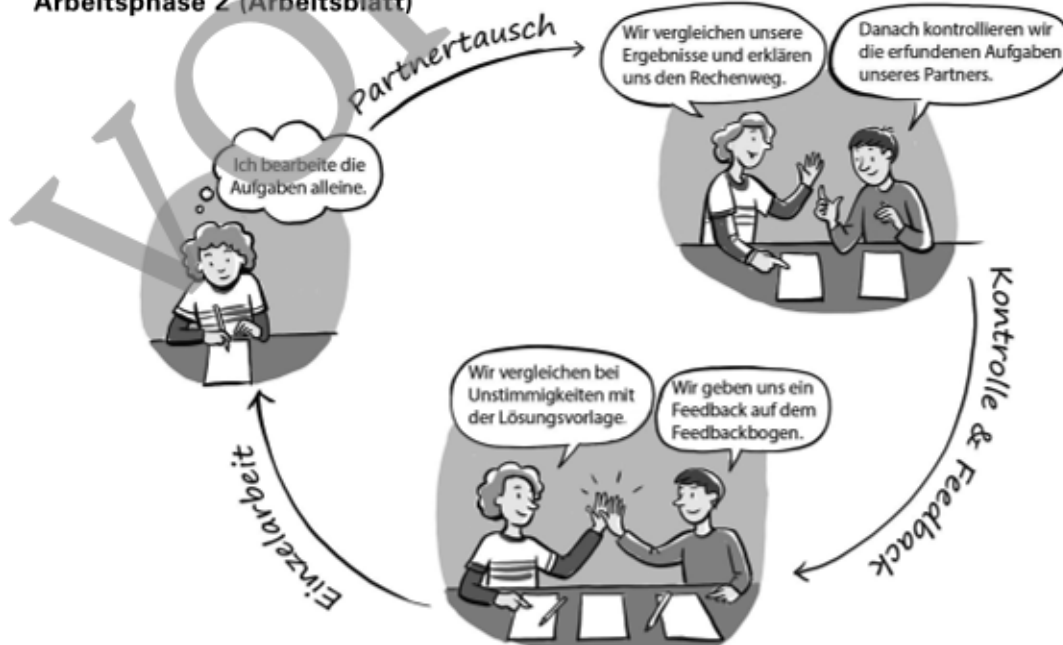 Arbeitsphase 2 (Arbeitsblatt)
Partnertausch
Wir vergleichen unsere
Ergebnisse und erklären
uns den Rechenweg.
Danach kontrollieren wir
die erfundenen Aufgaben
unseres Partners.
Ich bearbeite die
Aufgaben alleine.
Kontrolle & Feedback
Wir vergleichen bei
Unstimmigkeiten mit
der Lösungsvorlage.
Wir geben uns ein
Feedback auf dem
Feedbackbogen.
Einzelarbeit